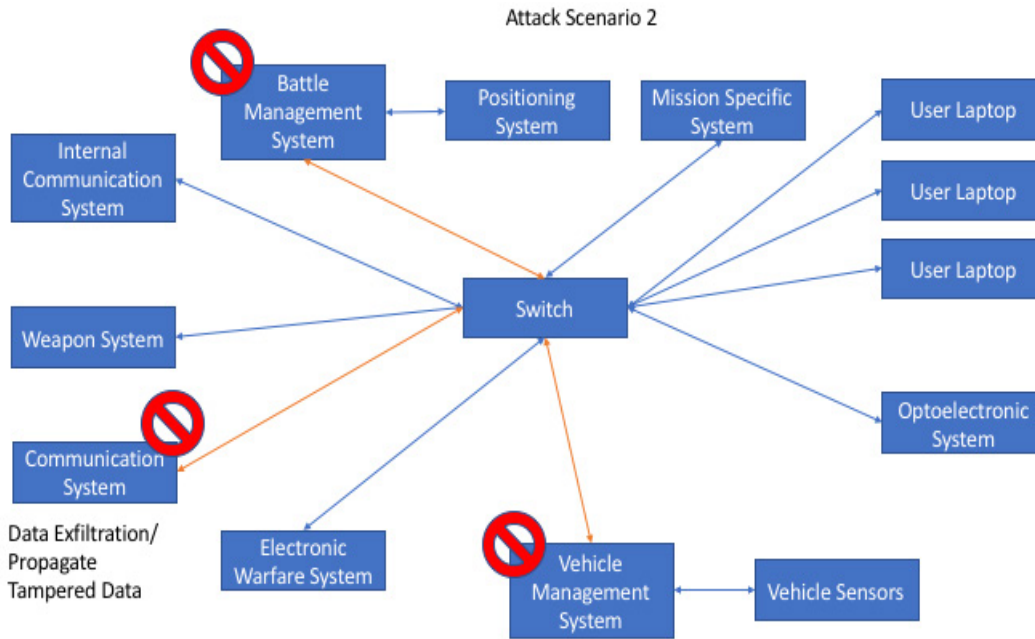 Attack Scenario 2
Battle
Management
System
Positioning
System
Mission Specific
System
User Laptop
Internal
Communication
System
User Laptop
User Laptop
Switch
Weapon System
Optoelectronic
System
Communication
System
Data Exfiltration/
Propagate
Tampered Data
Electronic
Warfare System
Vehicle
Management
System
Vehicle Sensors